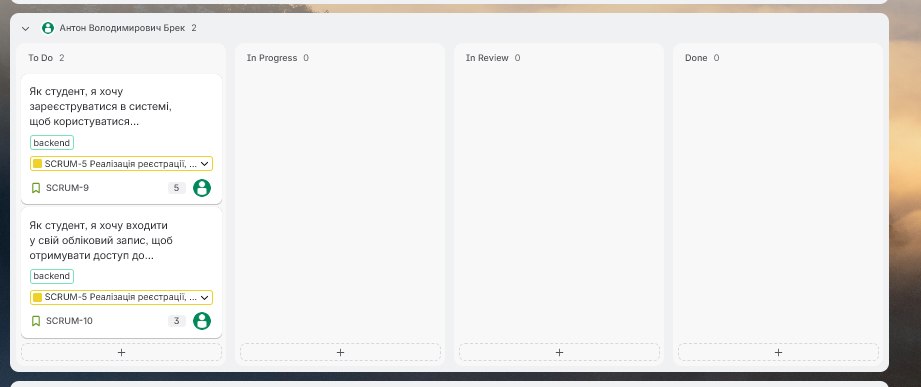 Антон Володимирович Брек 2
To Do 2
In Progress 0
In Review 0
Done 0
Як студент, я хочу
зареєструватися в системі,
щоб користуватися...
backend
SCRUM-5 Реалізація реєстрації, ...
SCRUM-9 5
Як студент, я хочу входити
у свій обліковий запис, щоб
отримувати доступ до...
backend
SCRUM-5 Реалізація реєстрації, ...
SCRUM-10 3
+
+
+
+